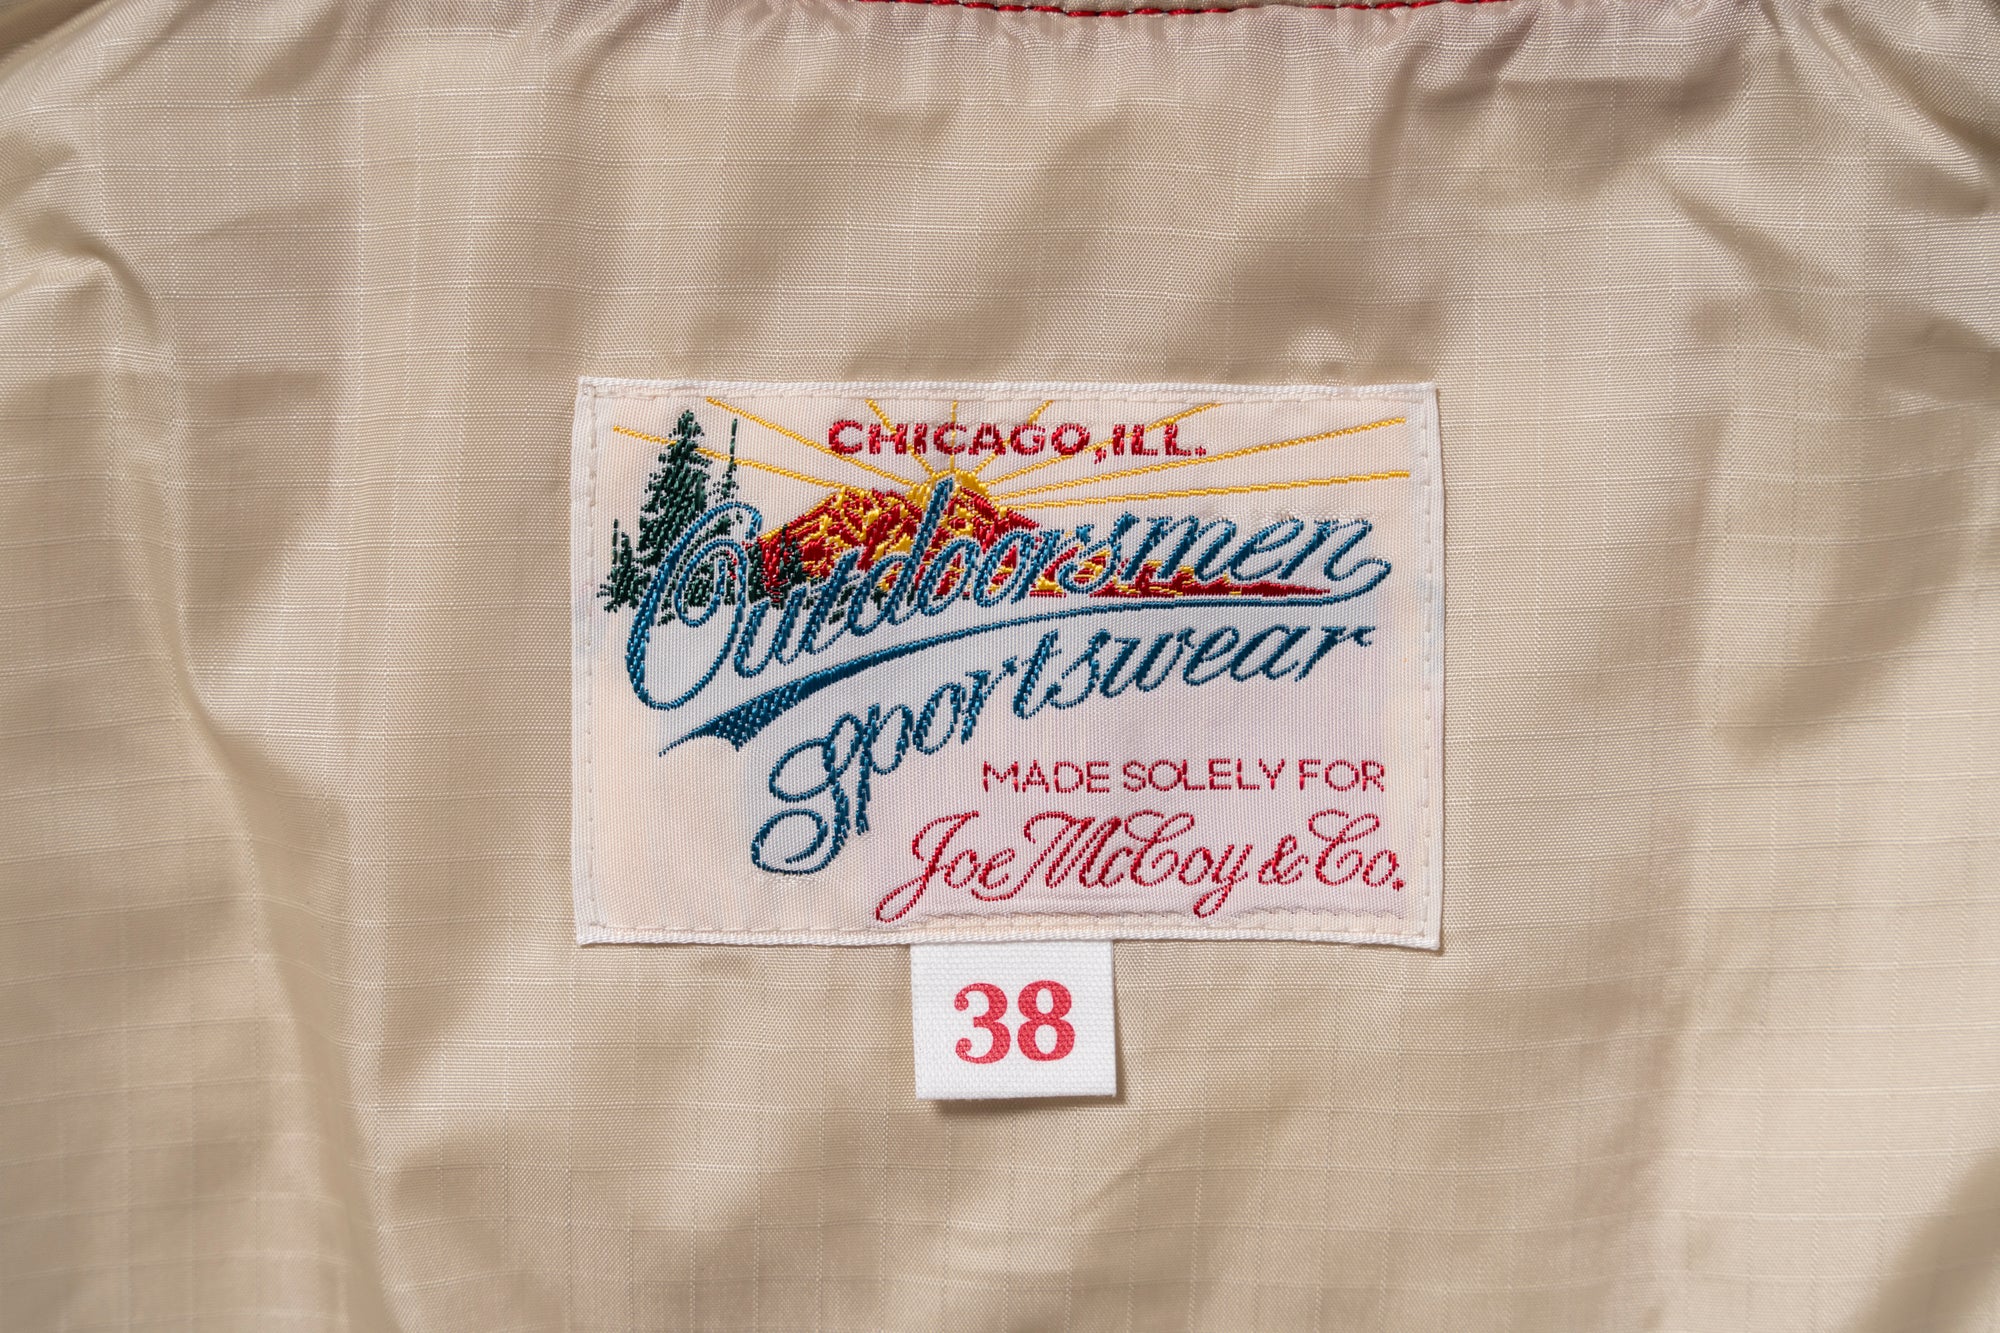 CHICAGO, ILL.
Outdoorsmen
Sportswear
MADE SOLELY FOR
Joe McCoy & Co.
38